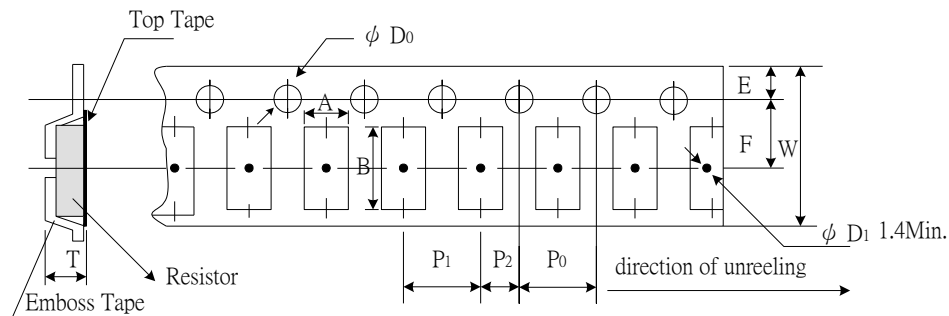 Top Tape
ψ D0
A
E
F
W
B
ψ D1 1.4Min.
T
P1
P2
P0
direction of unreeling
Resistor
Emboss Tape